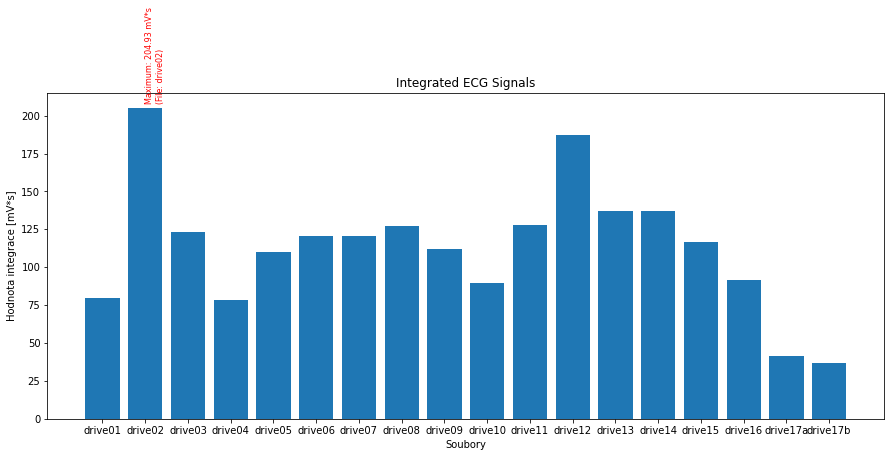 Maximum: 204.93 mV*s
(File: drive02)
Integrated ECG Signals
Hodnota integrace [mV*s]
200
175
150
125
100
75
50
25
0
drive01 drive02 drive03 drive04 drive05 drive06 drive07 drive08 drive09 drive10 drive11 drive12 drive13 drive14 drive15 drive16 drive17a drive17b
Soubory